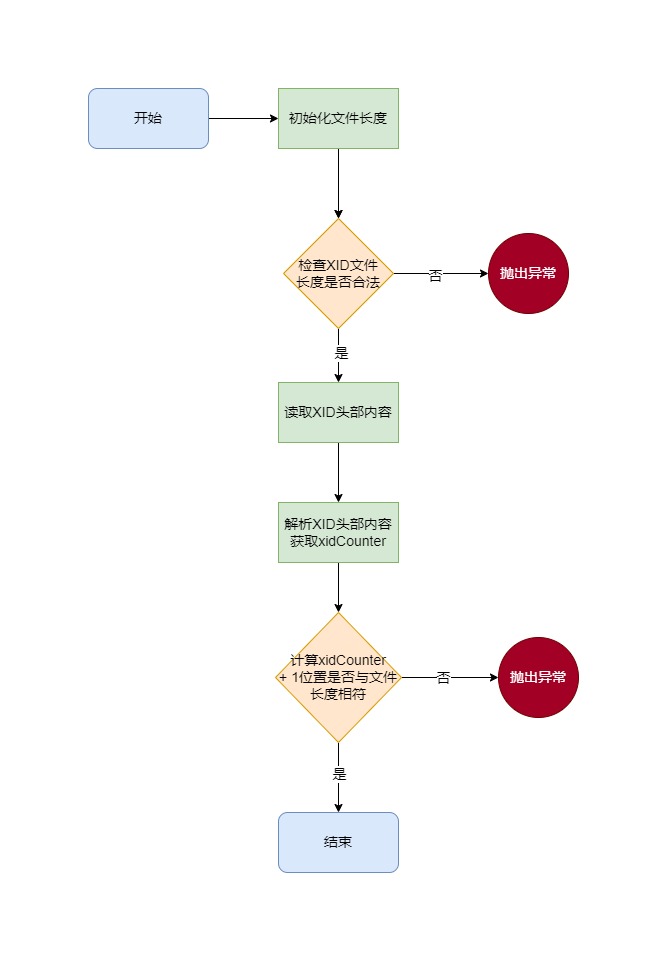 开始
初始化文件长度
检查XID文件
长度是否合法
否
抛出异常
是
读取XID头部内容
解析XID头部内容
获取xidCounter
计算xidCounter
+ 1位置是否与文件
长度相符
否
抛出异常
是
结束